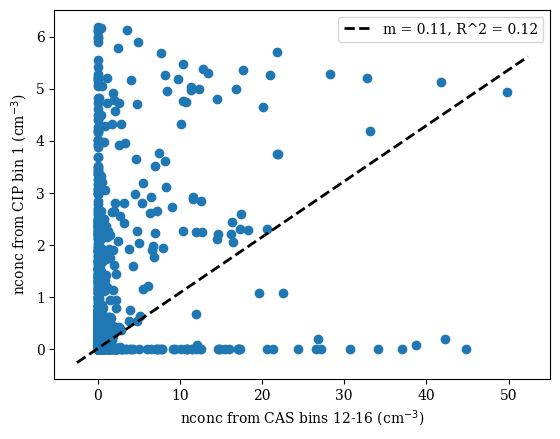 m = 0.11, R^2 = 0.12
6
5
4
3
2
1
0
nconc from CIP bin 1 (cm⁻³)
0 10 20 30 40 50
nconc from CAS bins 12-16 (cm⁻³)